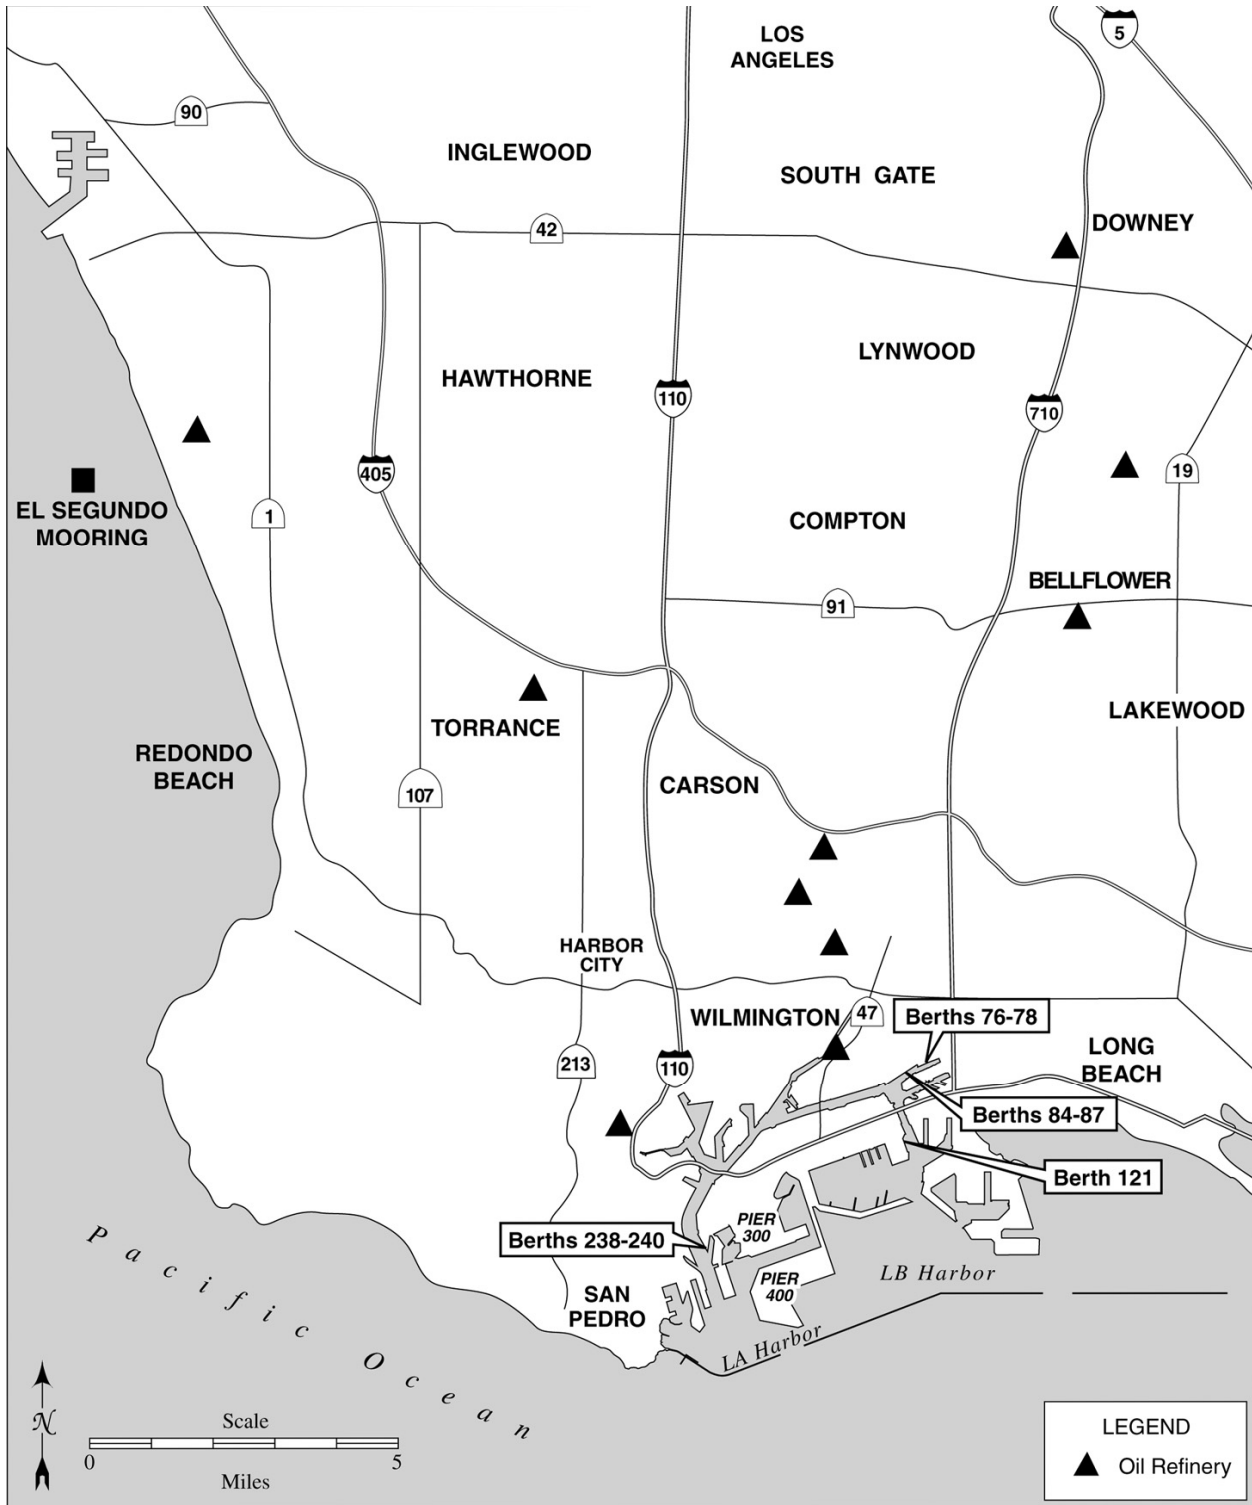 LOS
ANGELES
5
90
INGLEWOOD
SOUTH GATE
42
DOWNEY
LYNWOOD
HAWTHORNE
110
710
405
19
EL SEGUNDO
MOORING
1
COMPTON
BELLFLOWER
91
LAKEWOOD
TORRANCE
REDONDO
BEACH
107
CARSON
HARBOR
CITY
WILMINGTON
47
Berths 76-78
LONG
BEACH
213
110
Berths 84-87
Berth 121
PIER
300
Berths 238-240
PIER
400
LB Harbor
SAN
PEDRO
LA Harbor
Pacific Ocean
N
Scale
0 5
Miles
LEGEND
Oil Refinery